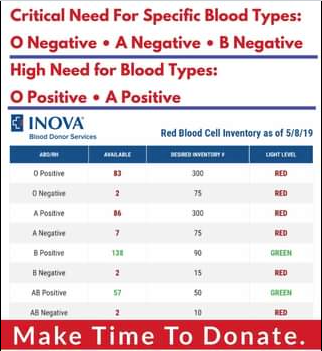 Critical Need For Specific Blood Types:
O Negative • A Negative • B Negative
High Need for Blood Types:
O Positive • A Positive
INOVA®
Blood Donor Services
Red Blood Cell Inventory as of 5/8/19
ABO/RH AVAILABLE DESIRED INVENTORY # LIGHT LEVEL
O Positive 83 300 RED
O Negative 2 75 RED
A Positive 86 300 RED
A Negative 7 75 RED
B Positive 138 90 GREEN
B Negative 2 15 RED
AB Positive 57 50 GREEN
AB Negative 2 10 RED
Make Time To Donate.